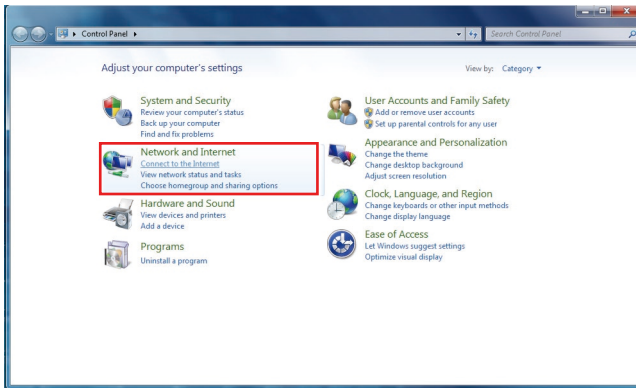 Control Panel
Search Control Panel
Adjust your computer's settings
View by: Category
System and Security
Review your computer's status
Back up your computer
Find and fix problems
Network and Internet
Connect to the Internet
View network status and tasks
Choose homegroup and sharing options
Hardware and Sound
View devices and printers
Add a device
Programs
Uninstall a program
User Accounts and Family Safety
Add or remove user accounts
Set up parental controls for any user
Appearance and Personalization
Change the theme
Change desktop background
Adjust screen resolution
Clock, Language, and Region
Change keyboards or other input methods
Change display language
Ease of Access
Let Windows suggest settings
Optimize visual display